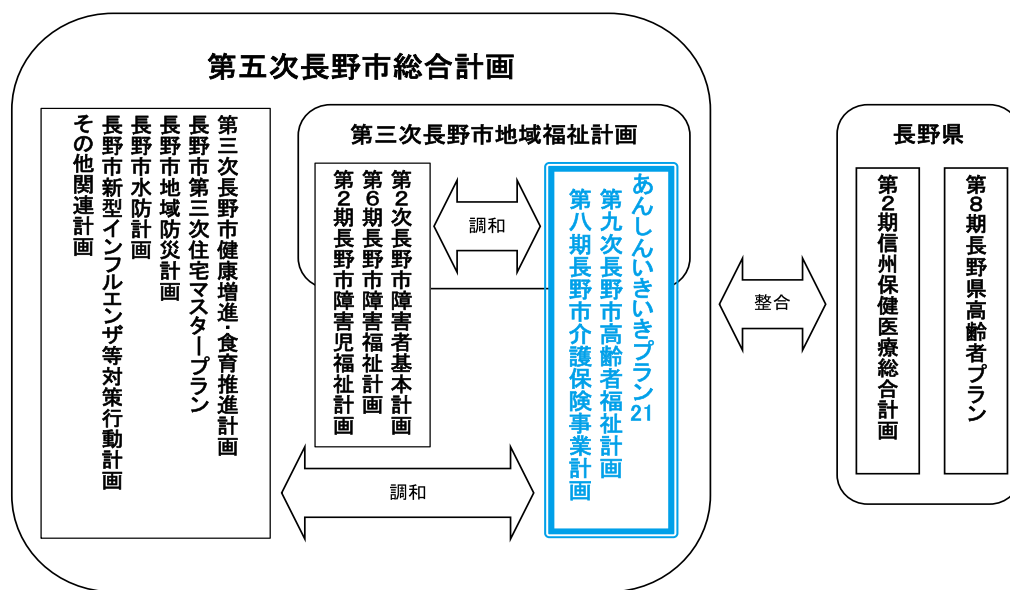 第五次長野市総合計画
第三次長野市健康増進・食育推進計画
長野市第三次住宅マスタープラン
長野市地域防災計画
長野市水防計画
長野市新型インフルエンザ等対策行動計画
その他関連計画
第三次長野市地域福祉計画
第2次長野市障害者基本計画
第6期長野市障害福祉計画
第2期長野市障害児福祉計画
調和
あんしんいきいきプラン21
第九次長野市高齢者福祉計画
第八期長野市介護保険事業計画
調和
整合
長野県
第8期長野県高齢者プラン
第2期信州保健医療総合計画